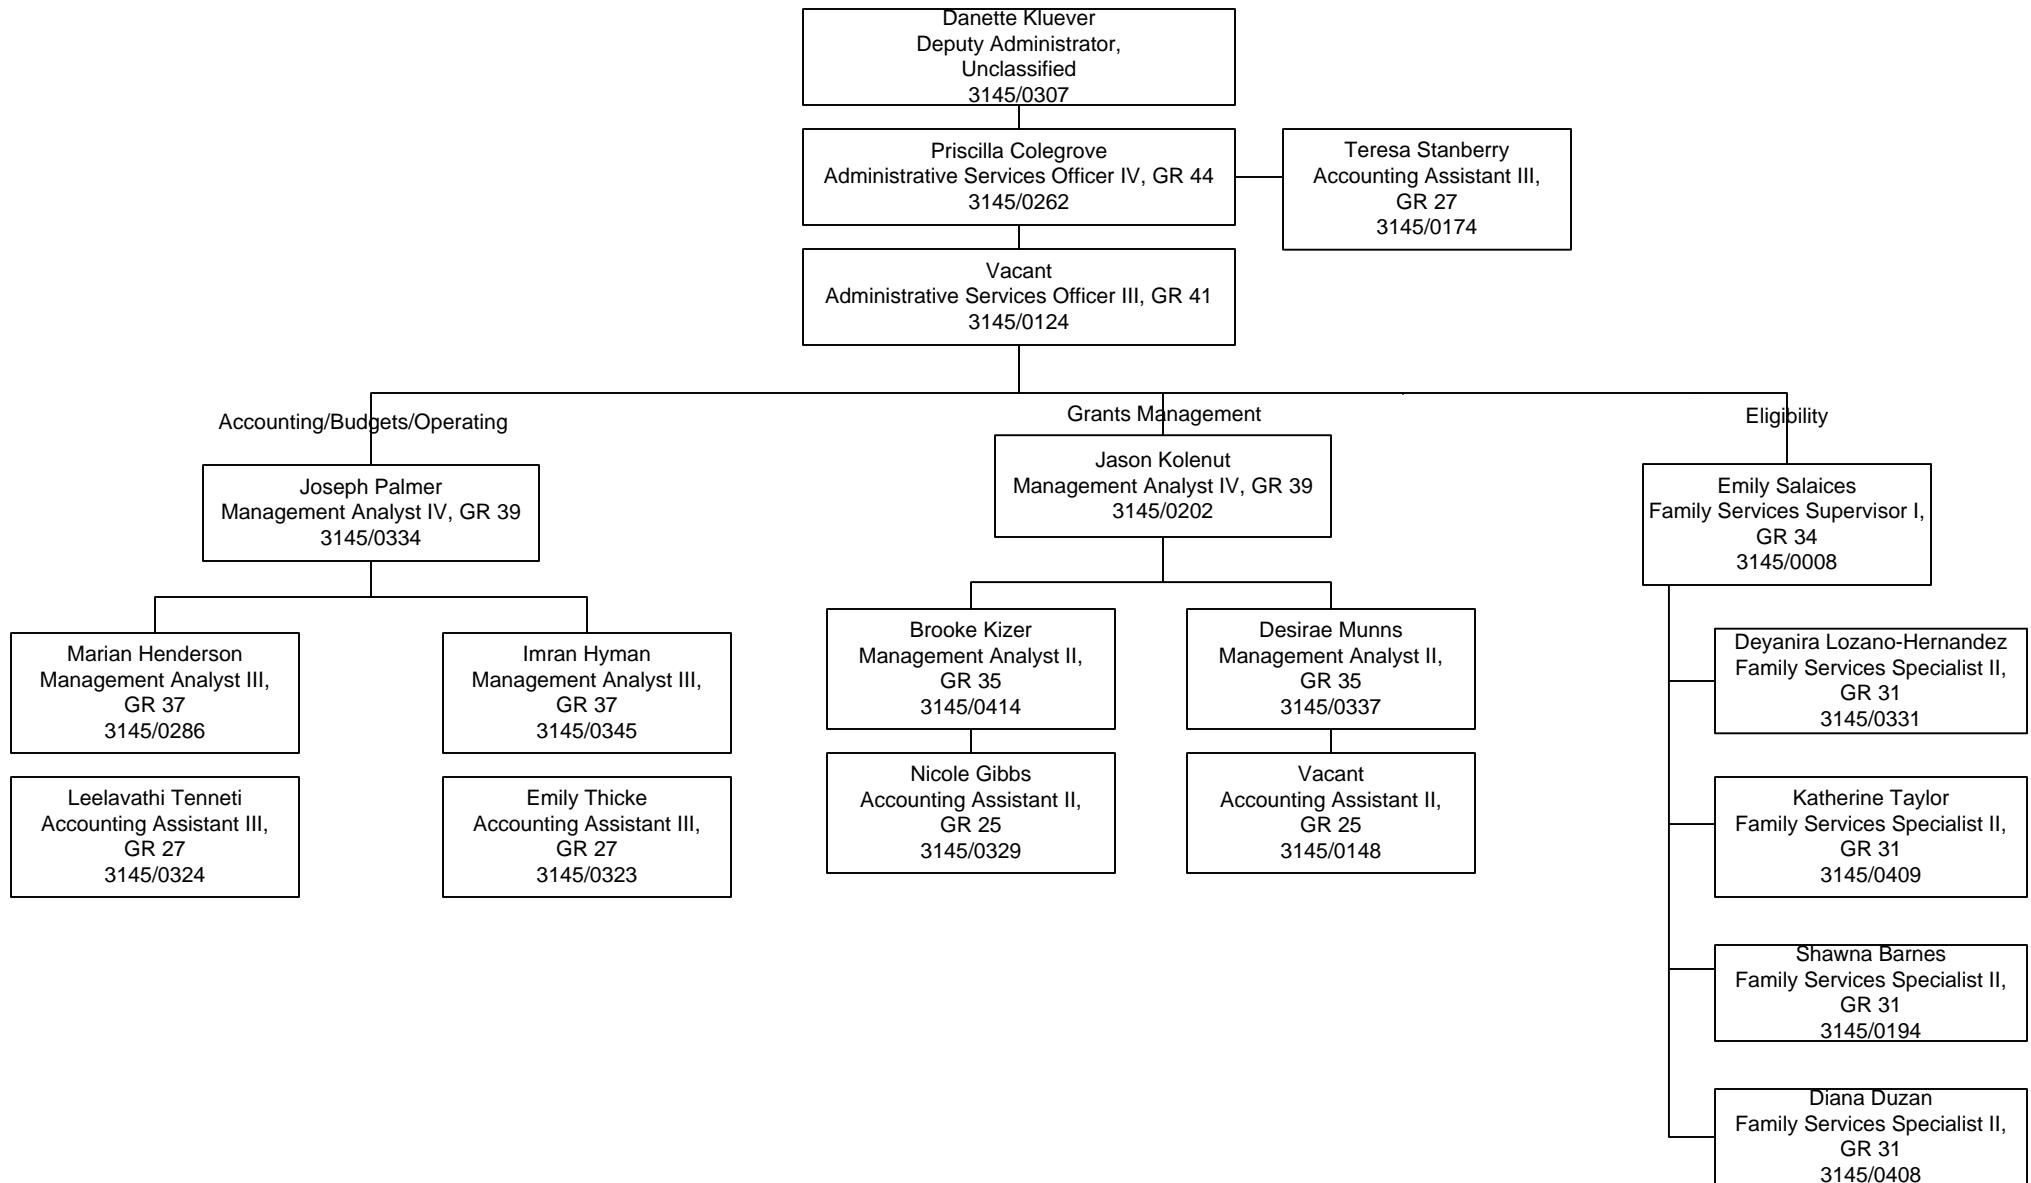 Danette Kluever
Deputy Administrator,
Unclassified
3145/0307
Priscilla Colegrove
Administrative Services Officer IV, GR 44
3145/0262
Teresa Stanberry
Accounting Assistant III,
GR 27
3145/0174
Vacant
Administrative Services Officer III, GR 41
3145/0124
Accounting/Budgets/Operating
Joseph Palmer
Management Analyst IV, GR 39
3145/0334
Marian Henderson
Management Analyst III,
GR 37
3145/0286
Imran Hyman
Management Analyst III,
GR 37
3145/0345
Leelavathi Tenneti
Accounting Assistant III,
GR 27
3145/0324
Emily Thicke
Accounting Assistant III,
GR 27
3145/0323
Grants Management
Jason Kolenut
Management Analyst IV, GR 39
3145/0202
Brooke Kizer
Management Analyst II,
GR 35
3145/0414
Desirae Munns
Management Analyst II,
GR 35
3145/0337
Nicole Gibbs
Accounting Assistant II,
GR 25
3145/0329
Vacant
Accounting Assistant II,
GR 25
3145/0148
Eligibility
Emily Salaices
Family Services Supervisor I,
GR 34
3145/0008
Deyanira Lozano-Hernandez
Family Services Specialist II,
GR 31
3145/0331
Katherine Taylor
Family Services Specialist II,
GR 31
3145/0409
Shawna Barnes
Family Services Specialist II,
GR 31
3145/0194
Diana Duzan
Family Services Specialist II,
GR 31
3145/0408